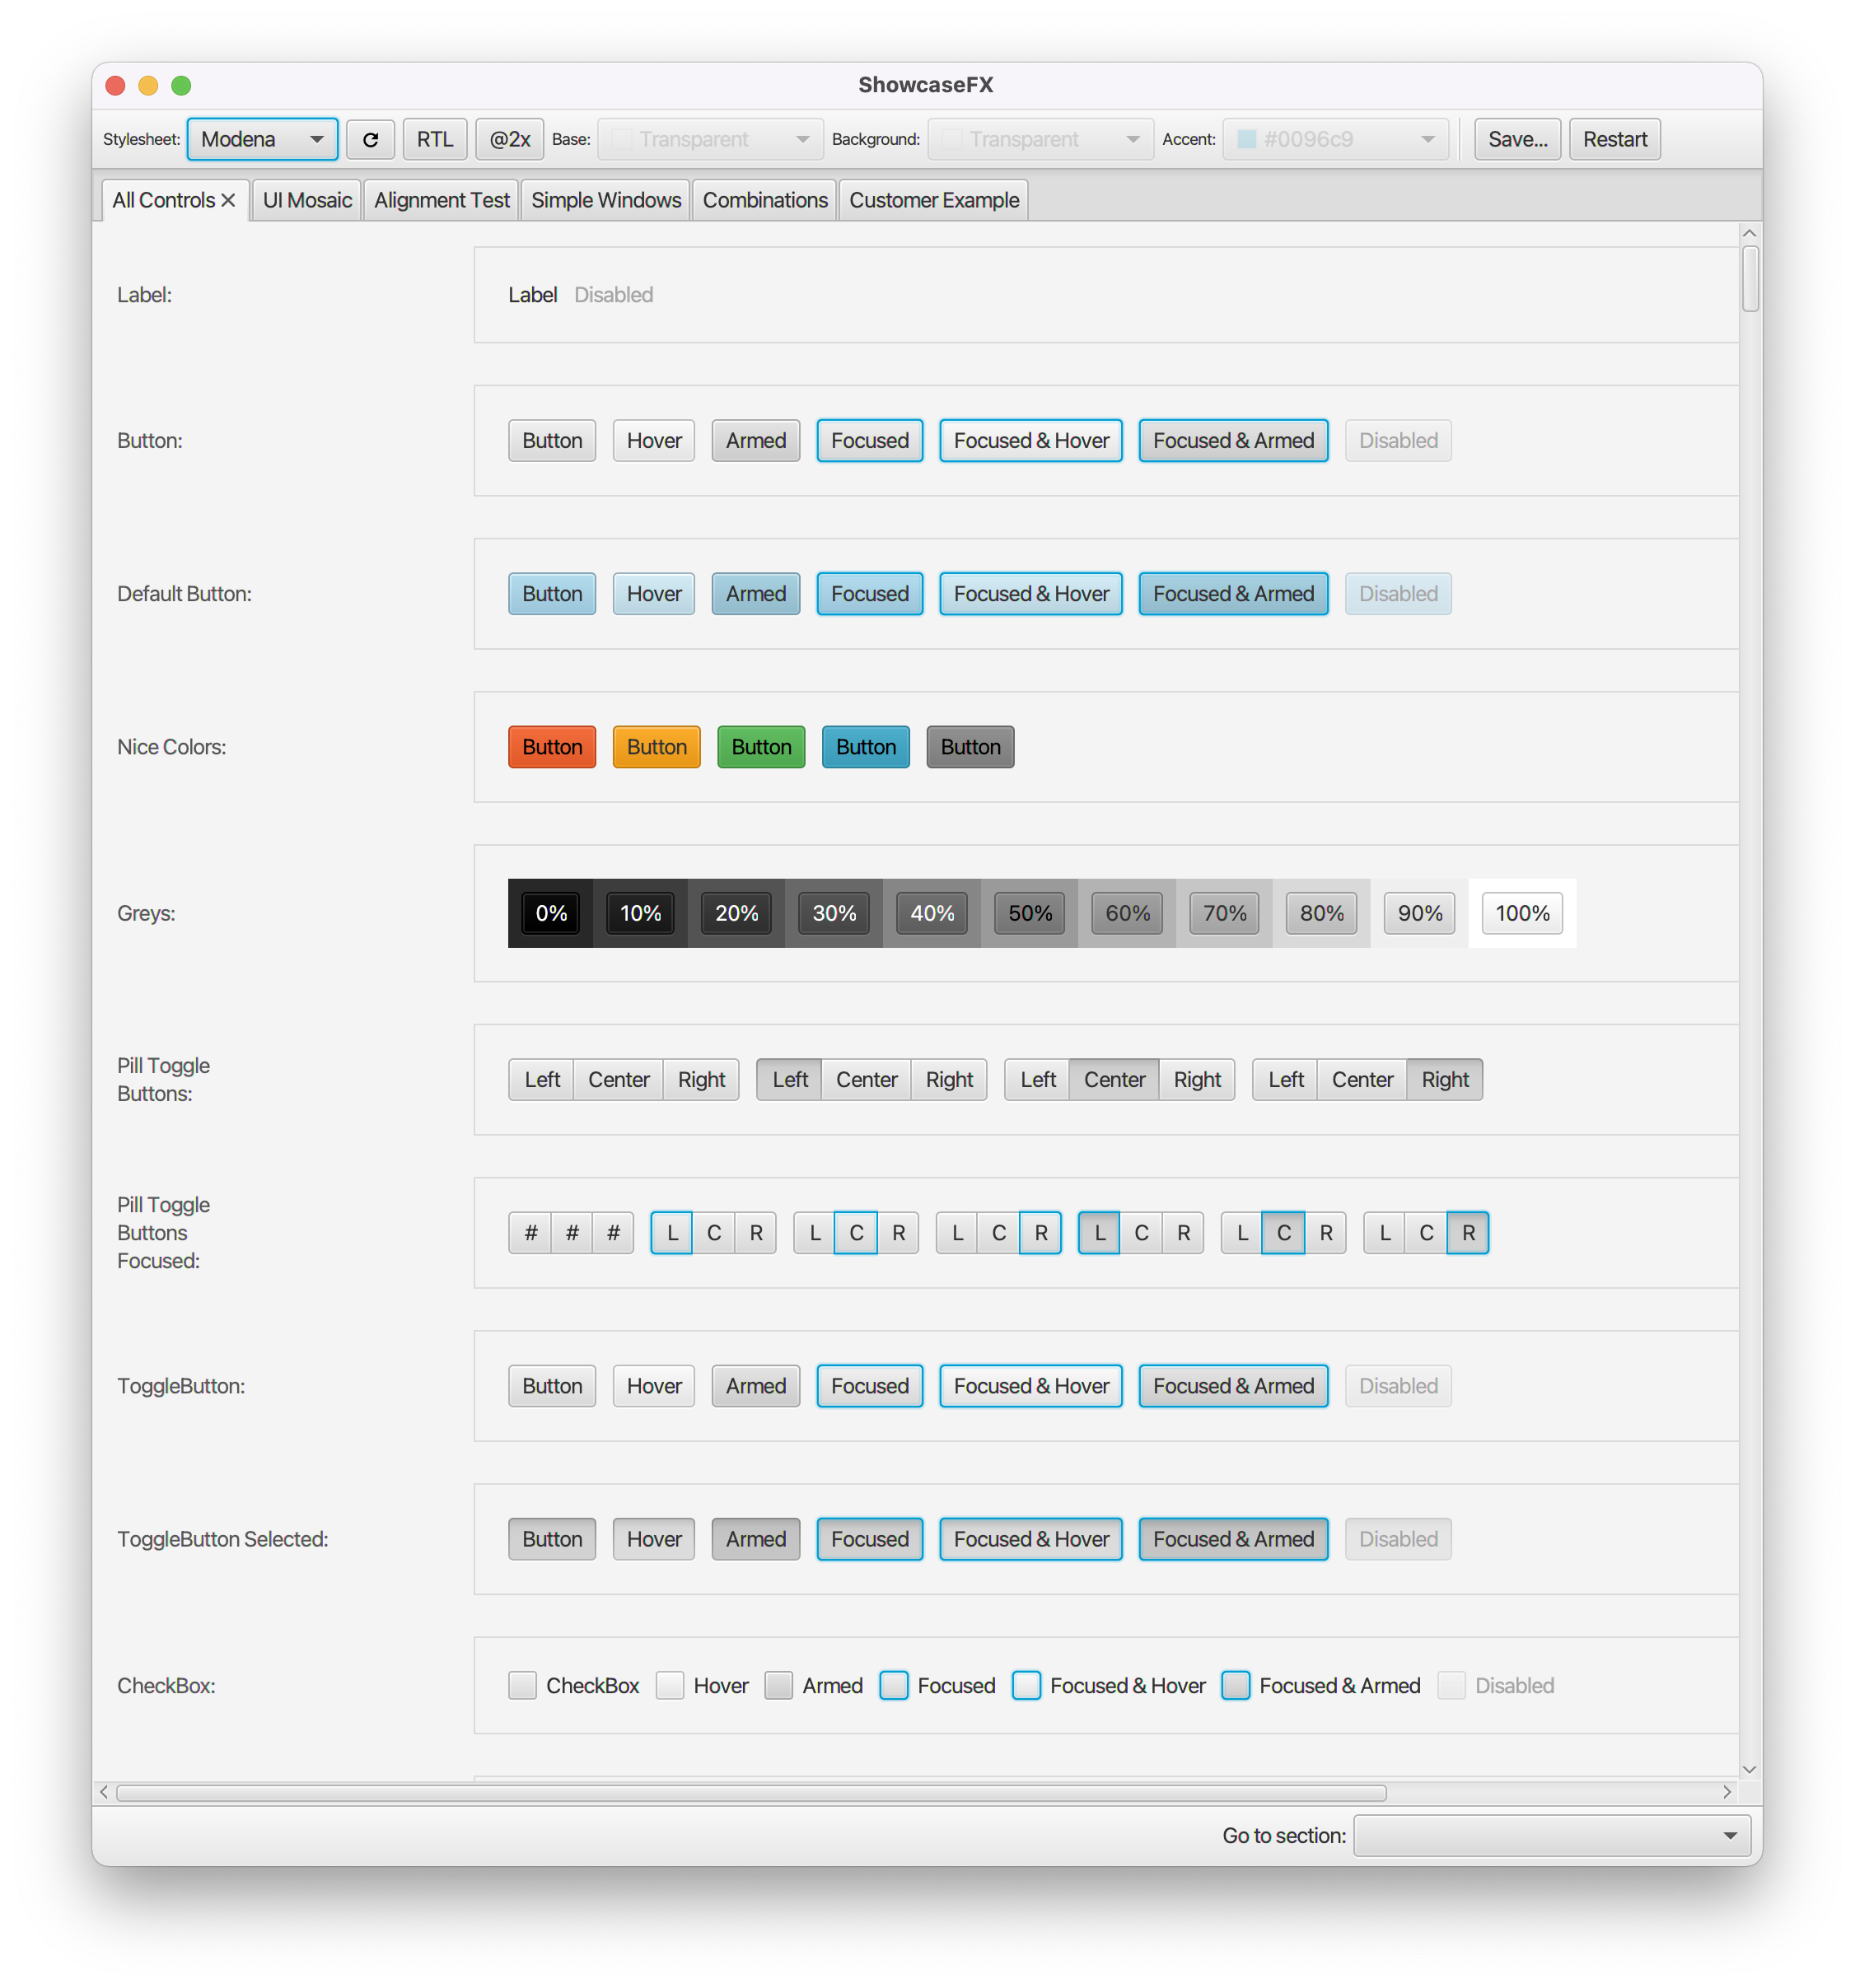 ShowcaseFX
Stylesheet: Modena RTL @2x Base: Transparent Background: Transparent Accent: #0096c9 Save... Restart
All Controls UI Mosaic Alignment Test Simple Windows Combinations Customer Example
Label: Label Disabled
Button: Button Hover Armed Focused Focused & Hover Focused & Armed Disabled
Default Button: Button Hover Armed Focused Focused & Hover Focused & Armed Disabled
Nice Colors: Button Button Button Button Button
Greys: 0% 10% 20% 30% 40% 50% 60% 70% 80% 90% 100%
Pill Toggle
Buttons:
Left Center Right Left Center Right Left Center Right Left Center Right
Pill Toggle
Buttons
Focused:
# # # L C R L C R L C R L C R L C R L C R
ToggleButton: Button Hover Armed Focused Focused & Hover Focused & Armed Disabled
ToggleButton Selected: Button Hover Armed Focused Focused & Hover Focused & Armed Disabled
CheckBox: CheckBox Hover Armed Focused Focused & Hover Focused & Armed Disabled
Go to section: